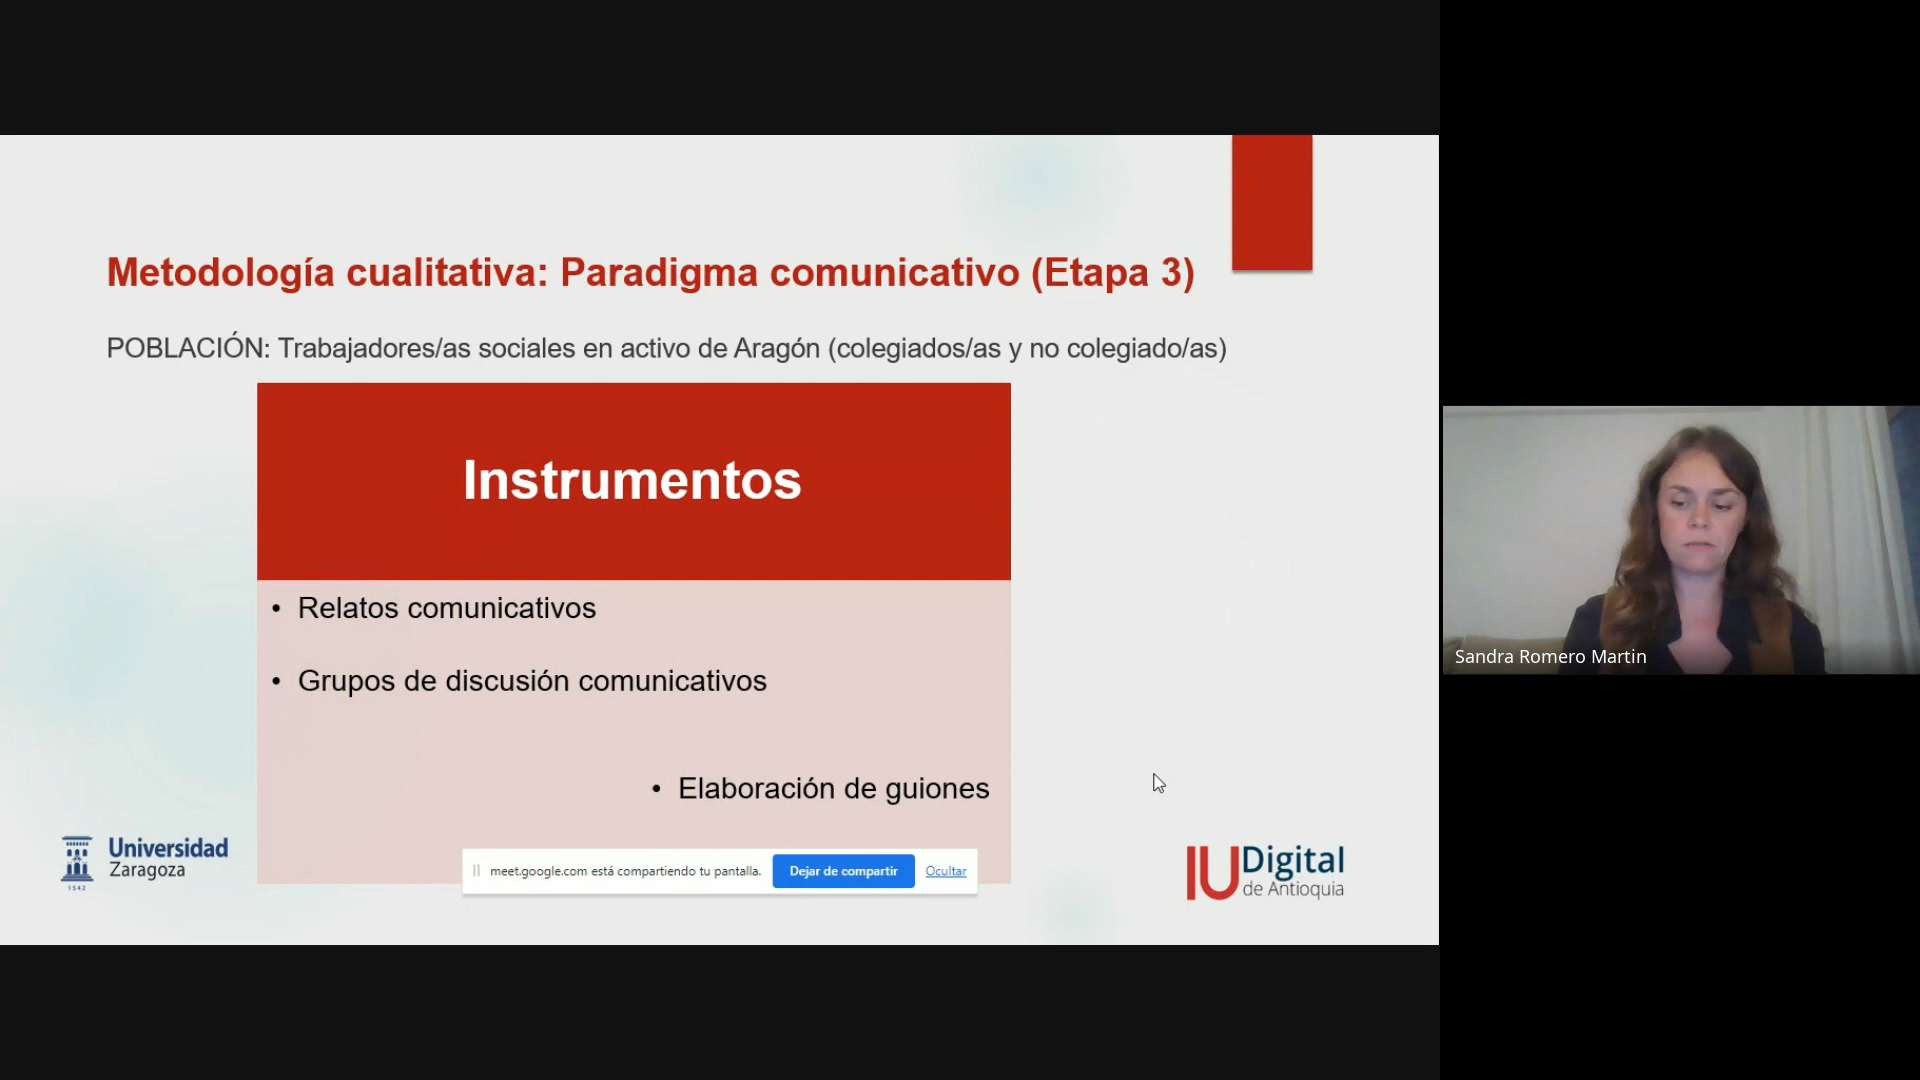 Metodología cualitativa: Paradigma comunicativo (Etapa 3)
POBLACIÓN: Trabajadores/as sociales en activo de Aragón (colegiados/as y no colegiado/as)
Instrumentos
• Relatos comunicativos
• Grupos de discusión comunicativos
• Elaboración de guiones
Universidad
Zaragoza
1542
meet.google.com está compartiendo tu pantalla.
Dejar de compartir
Ocultar
IU Digital
de Antioquia
Sandra Romero Martin